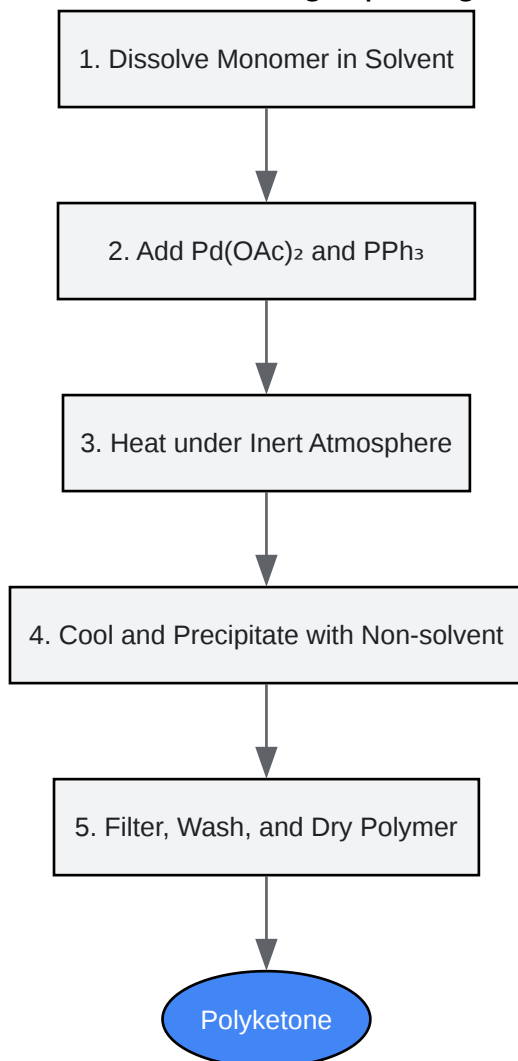 1. Dissolve Monomer in Solvent
2. Add Pd(OAc)₂ and PPh₃
3. Heat under Inert Atmosphere
4. Cool and Precipitate with Non-solvent
5. Filter, Wash, and Dry Polymer
Polyketone